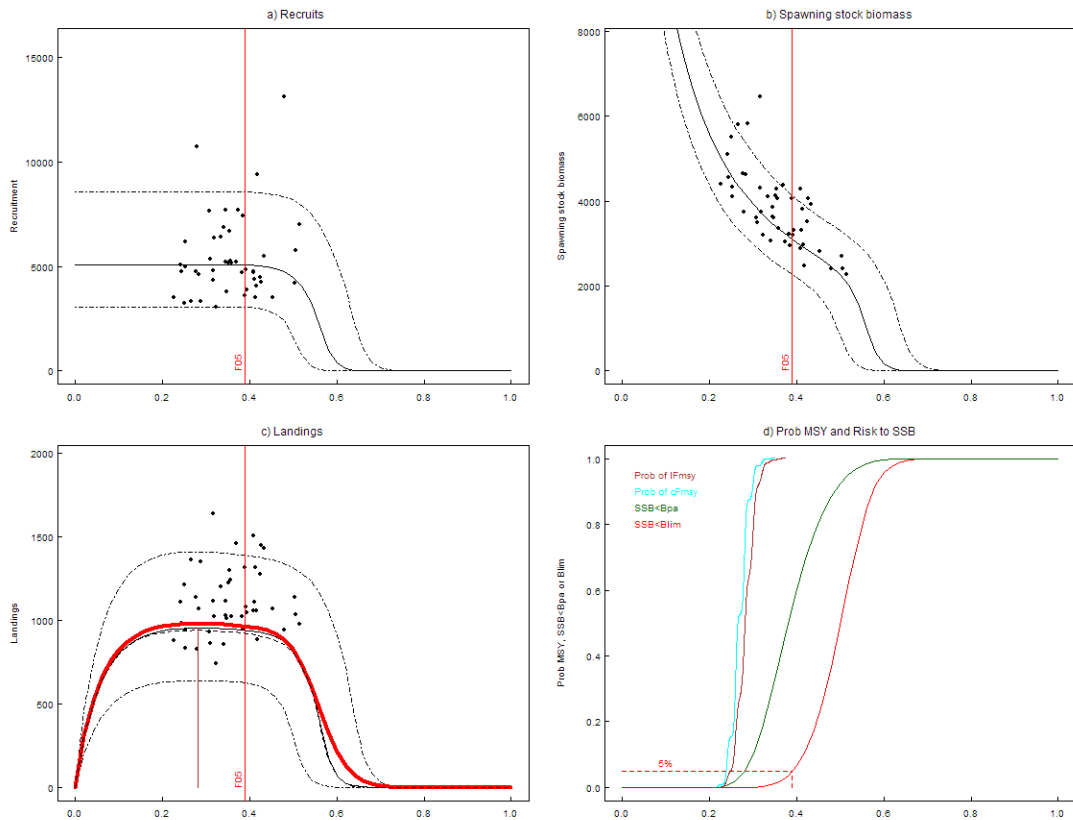 a) Recruits
Recruitment
15000
10000
5000
0
F05
0.0 0.2 0.4 0.6 0.8 1.0
b) Spawning stock biomass
Spawning stock biomass
8000
6000
4000
2000
0
F05
0.0 0.2 0.4 0.6 0.8 1.0
c) Landings
Landings
2000
1500
1000
500
0
F05
0.0 0.2 0.4 0.6 0.8 1.0
d) Prob MSY and Risk to SSB
Prob MSY, SSB<Bpa or Blim
1.0
0.8
0.6
0.4
0.2
0.0
Prob of lFmsy
Prob of cFmsy
SSB<Bpa
SSB<Blim
5%
0.0 0.2 0.4 0.6 0.8 1.0